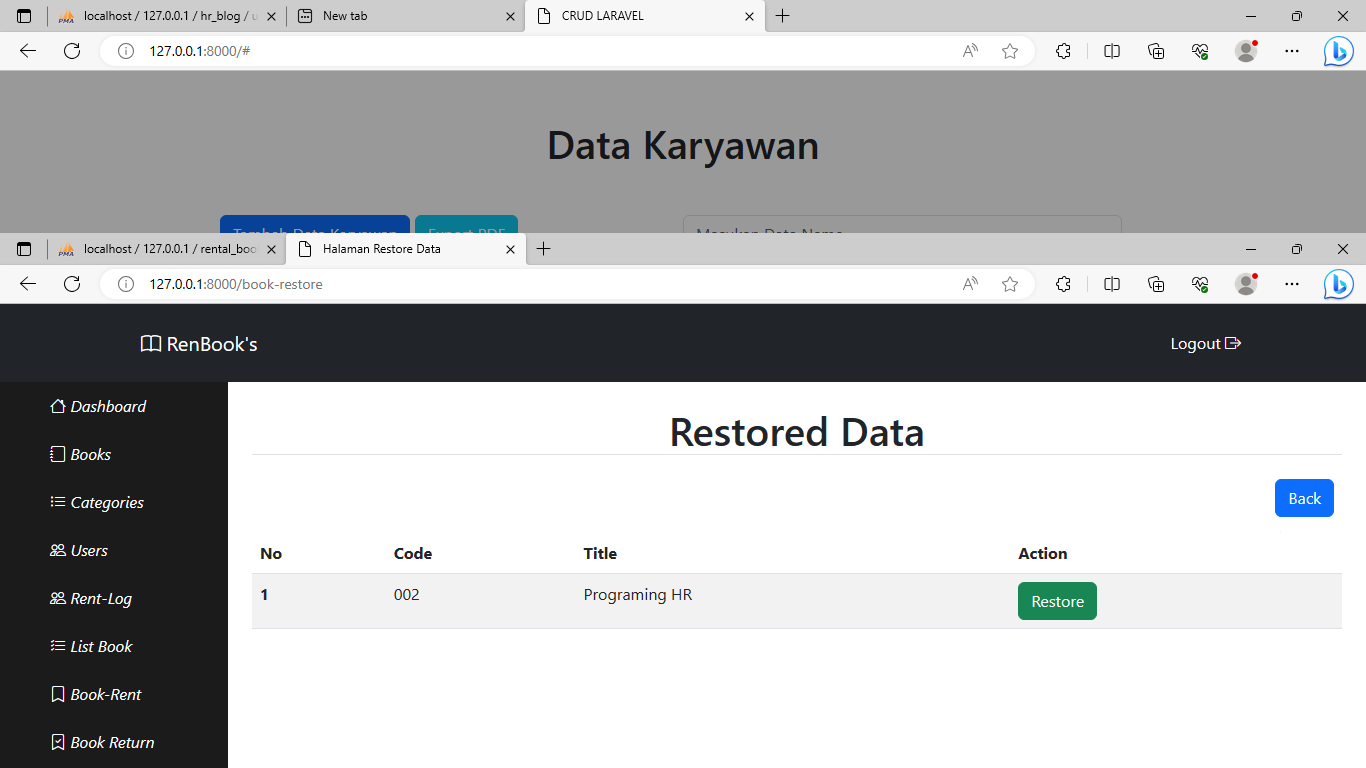 localhost / 127.0.0.1 / hr_blog / u
New tab
CRUD LARAVEL
127.0.0.1:8000/#
Data Karyawan
Tambah Data Karyawan
Export PDF
Masukan Data Name
localhost / 127.0.0.1 / rental_boo
Halaman Restore Data
127.0.0.1:8000/book-restore
RenBook's
Logout
Dashboard
Books
Categories
Users
Rent-Log
List Book
Book-Rent
Book Return
Restored Data
Back
No Code Title Action
1 002 Programing HR Restore